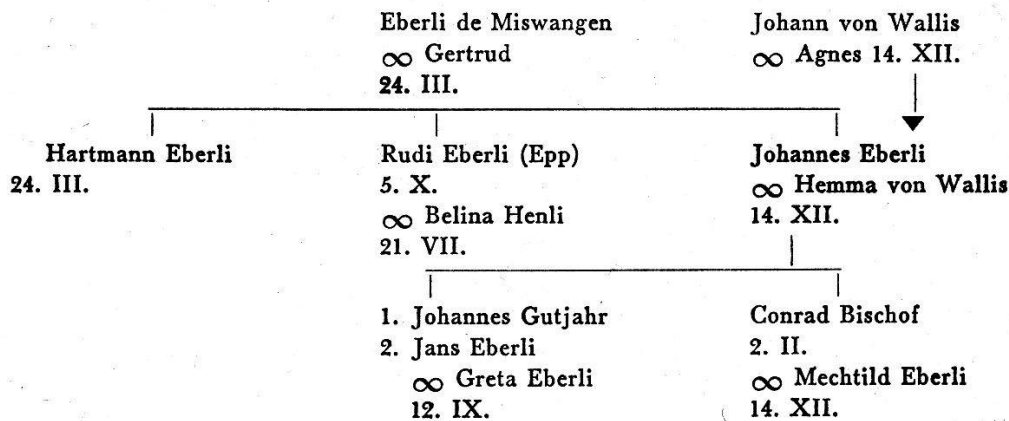 Eberli de Miswangen
∞ Gertrud
24. III.
Johann von Wallis
∞ Agnes 14. XII.
Hartmann Eberli
24. III.
Rudi Eberli (Epp)
5. X.
∞ Belina Henli
21. VII.
Johannes Eberli
∞ Hemma von Wallis
14. XII.
1. Johannes Gutjahr
2. Jans Eberli
∞ Greta Eberli
12. IX.
Conrad Bischof
2. II.
∞ Mechtild Eberli
14. XII.